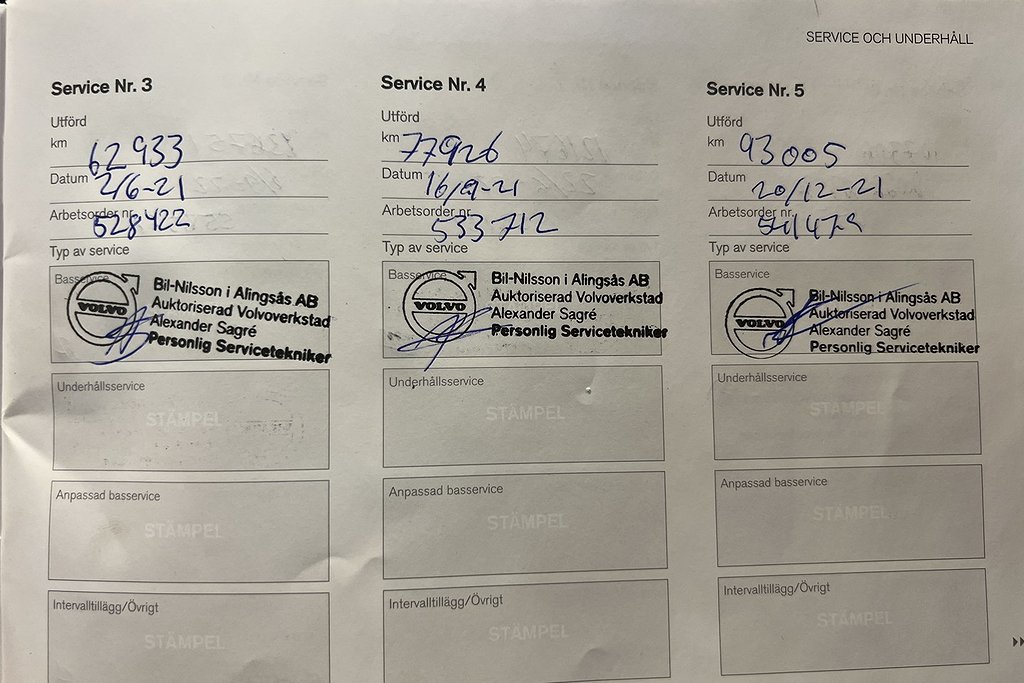 SERVICE OCH UNDERHÅLL
Service Nr. 3
Utförd
km 62 933
Datum 2/6-21
Arbetsorder nr. 528422
Typ av service
Basservice
VOLVO
Bil-Nilsson i Alingsås AB
Auktoriserad Volvoverkstad
Alexander Sagré
Personlig Servicetekniker
Underhållsservice
STÄMPEL
Anpassad basservice
STÄMPEL
Intervalltillägg/Övrigt
STÄMPEL
Service Nr. 4
Utförd
km 77926
Datum 16/9-21
Arbetsorder nr. 533712
Typ av service
Basservice
VOLVO
Bil-Nilsson i Alingsås AB
Auktoriserad Volvoverkstad
Alexander Sagré
Personlig Servicetekniker
Underhållsservice
STÄMPEL
Anpassad basservice
STÄMPEL
Intervalltillägg/Övrigt
STÄMPEL
Service Nr. 5
Utförd
km 93005
Datum 20/12-21
Arbetsorder nr.
Typ av service
Basservice
VOLVO
Bil-Nilsson i Alingsås AB
Auktoriserad Volvoverkstad
Alexander Sagré
Personlig Servicetekniker
Underhållsservice
STÄMPEL
Anpassad basservice
STÄMPEL
Intervalltillägg/Övrigt
STÄMPEL